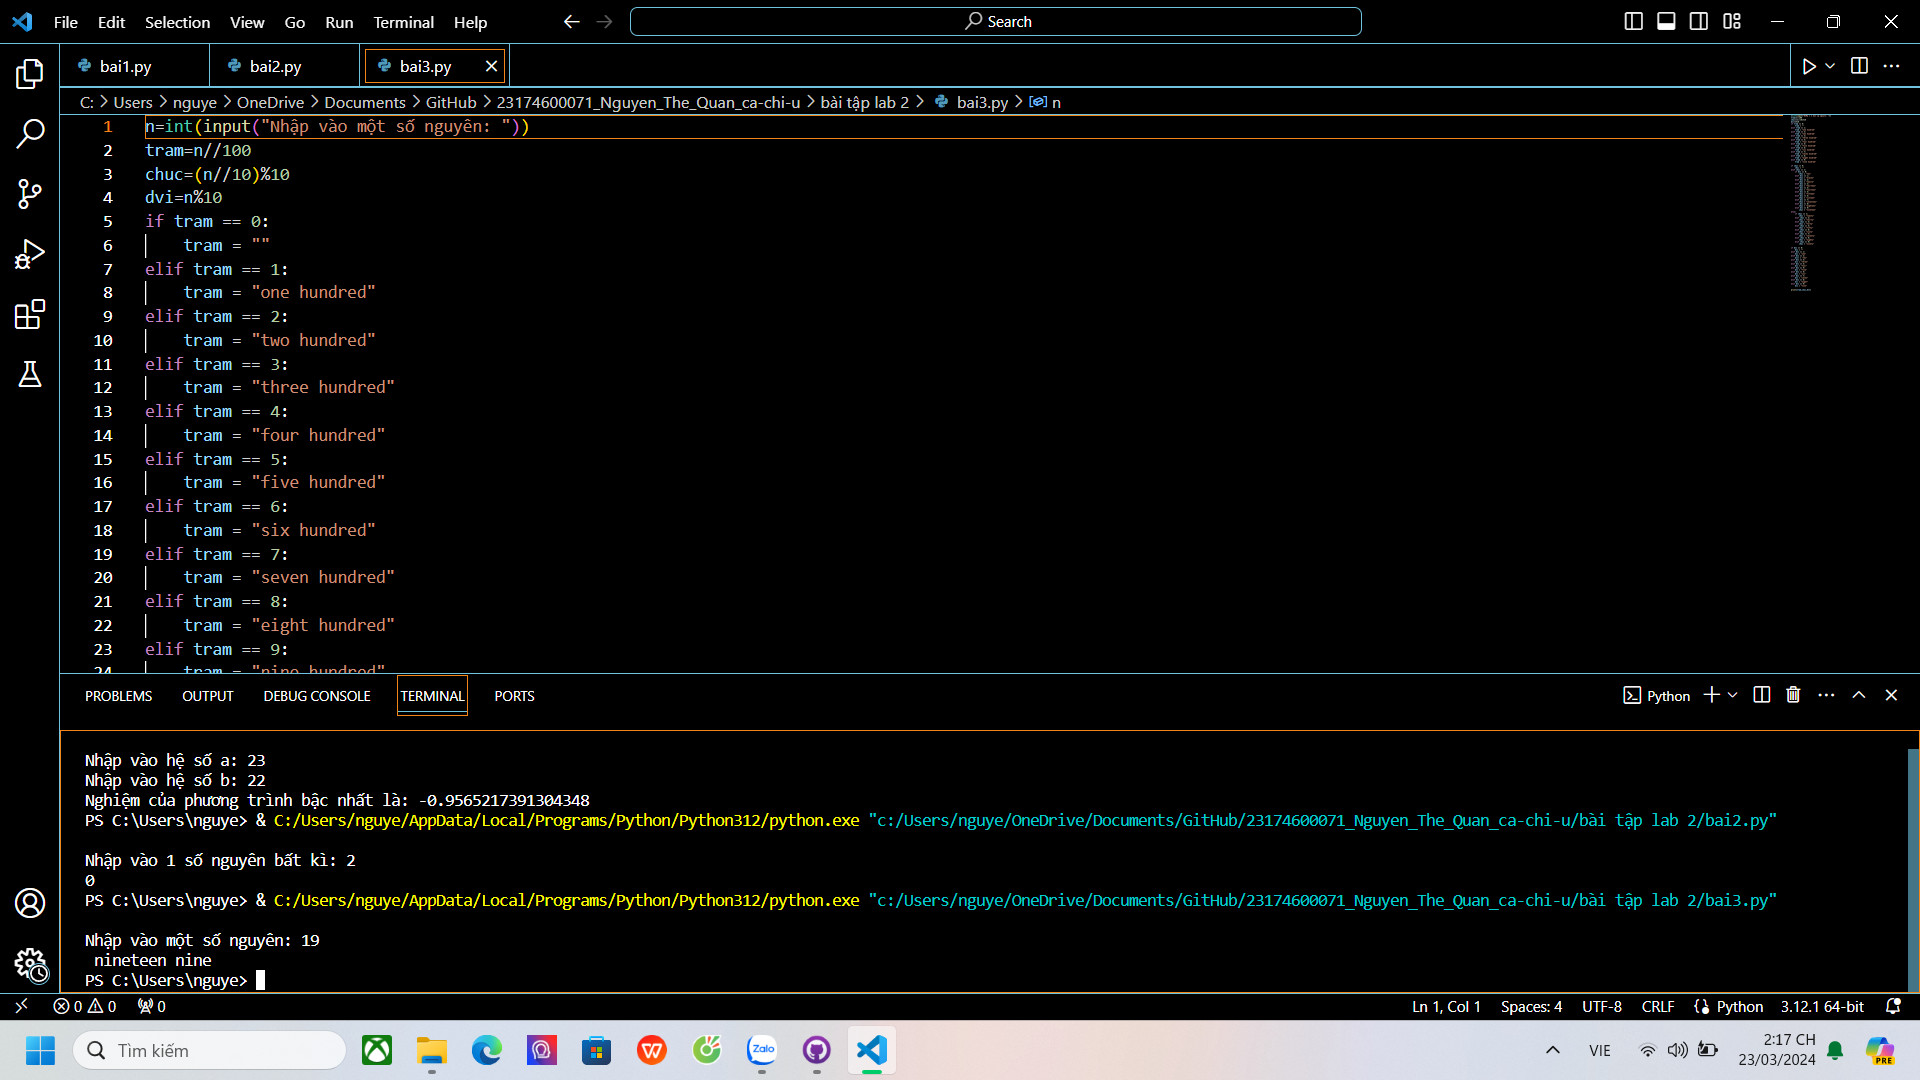 File Edit Selection View Go Run Terminal Help
Search
bai1.py bai2.py bai3.py
C: > Users > nguye > OneDrive > Documents > GitHub > 23174600071_Nguyen_The_Quan_ca-chi-u > bài tập lab 2 > bai3.py > n
1 n=int(input("Nhập vào một số nguyên: "))
2 tram=n//100
3 chuc=(n//10)%10
4 dvi=n%10
5 if tram == 0:
6 tram = ""
7 elif tram == 1:
8 tram = "one hundred"
9 elif tram == 2:
10 tram = "two hundred"
11 elif tram == 3:
12 tram = "three hundred"
13 elif tram == 4:
14 tram = "four hundred"
15 elif tram == 5:
16 tram = "five hundred"
17 elif tram == 6:
18 tram = "six hundred"
19 elif tram == 7:
20 tram = "seven hundred"
21 elif tram == 8:
22 tram = "eight hundred"
23 elif tram == 9:
24 tram = "nine hundred"
PROBLEMS OUTPUT DEBUG CONSOLE TERMINAL PORTS
Python
Nhập vào hệ số a: 23
Nhập vào hệ số b: 22
Nghiệm của phương trình bậc nhất là: -0.9565217391304348
PS C:\Users\nguye> & C:/Users/nguye/AppData/Local/Programs/Python/Python312/python.exe "c:/Users/nguye/OneDrive/Documents/GitHub/23174600071_Nguyen_The_Quan_ca-chi-u/bài tập lab 2/bai2.py"
Nhập vào 1 số nguyên bất kì: 2
0
PS C:\Users\nguye> & C:/Users/nguye/AppData/Local/Programs/Python/Python312/python.exe "c:/Users/nguye/OneDrive/Documents/GitHub/23174600071_Nguyen_The_Quan_ca-chi-u/bài tập lab 2/bai3.py"
Nhập vào một số nguyên: 19
nineteen nine
PS C:\Users\nguye>
0 0 0
Ln 1, Col 1 Spaces: 4 UTF-8 CRLF Python 3.12.1 64-bit
Tìm kiếm
Zalo
VIE
2:17 CH
23/03/2024
PRE